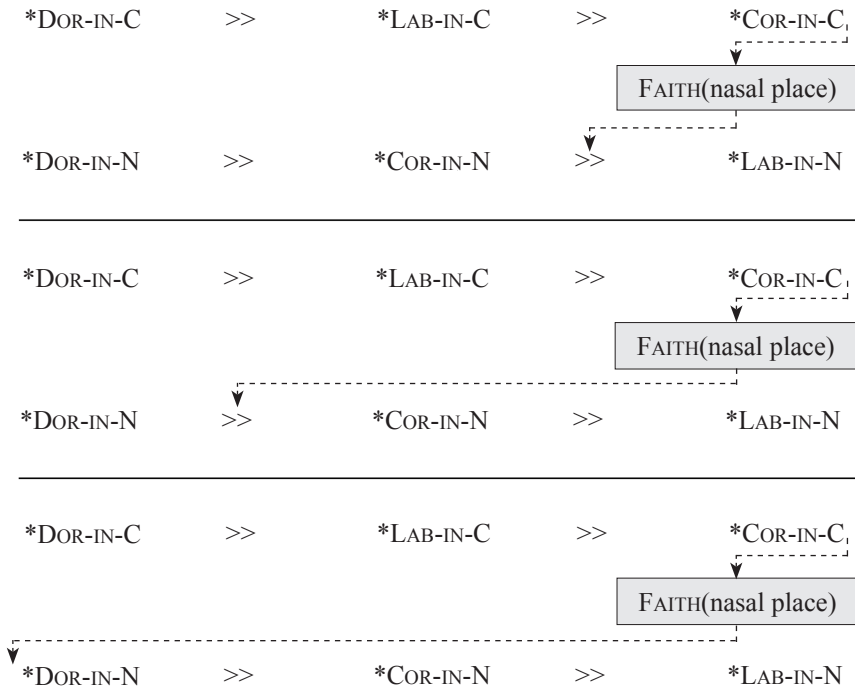 *DOR-IN-C >> *LAB-IN-C >> *COR-IN-C
FAITH(nasal place)
*DOR-IN-N >> *COR-IN-N >> *LAB-IN-N
*DOR-IN-C >> *LAB-IN-C >> *COR-IN-C
FAITH(nasal place)
*DOR-IN-N >> *COR-IN-N >> *LAB-IN-N
*DOR-IN-C >> *LAB-IN-C >> *COR-IN-C
FAITH(nasal place)
*DOR-IN-N >> *COR-IN-N >> *LAB-IN-N